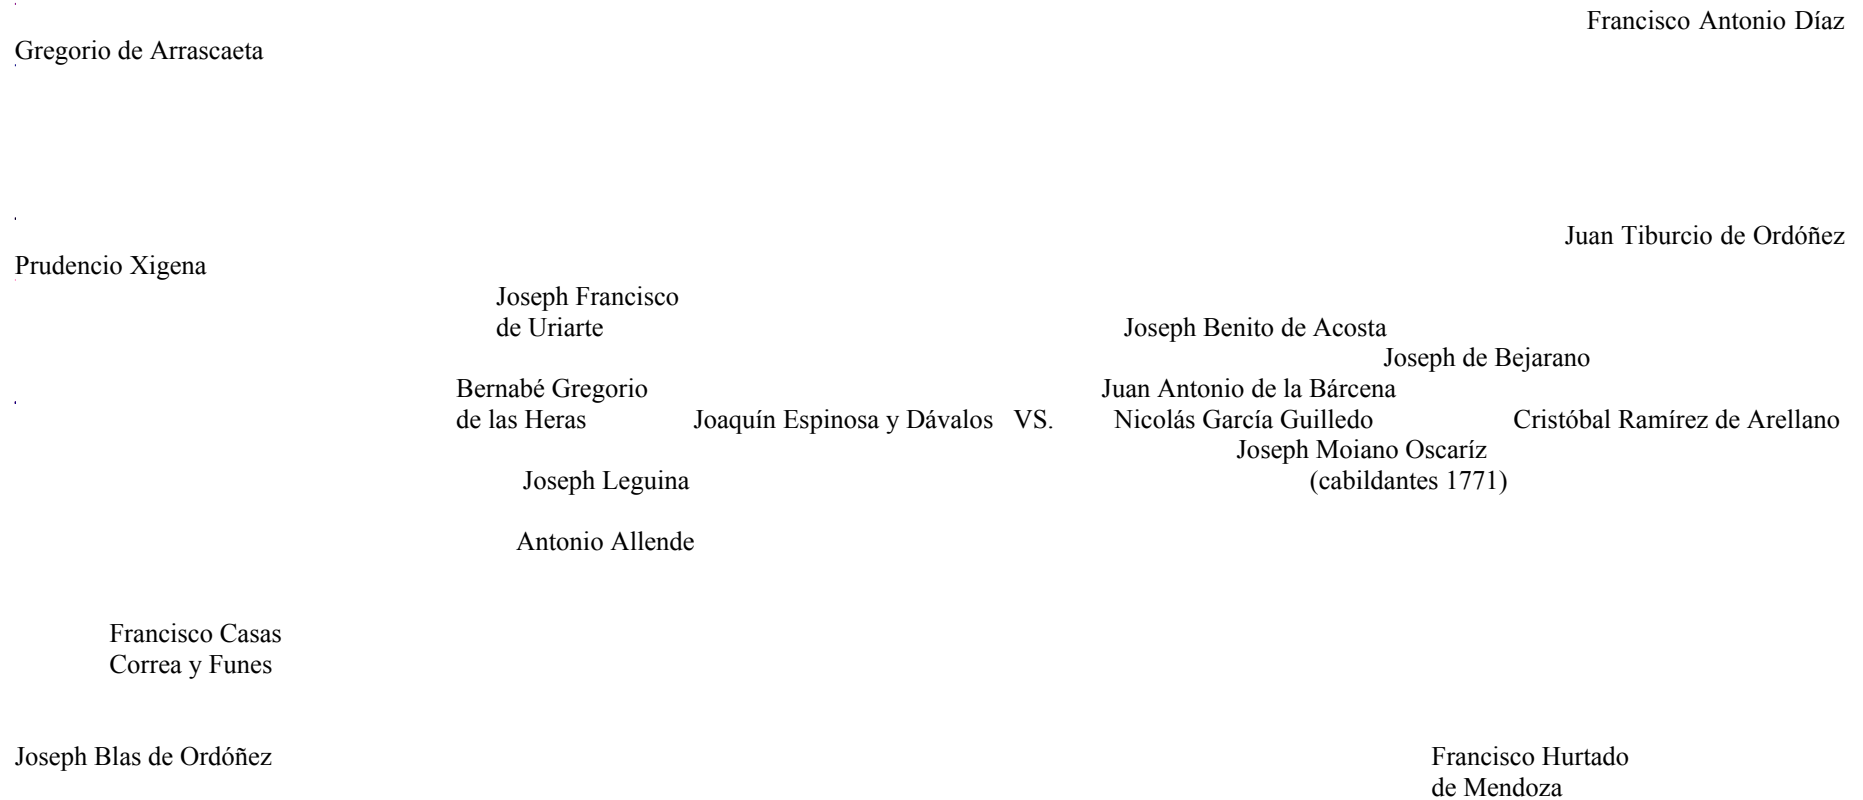 Francisco Antonio Díaz
Gregorio de Arrascaeta
Juan Tiburcio de Ordóñez
Prudencio Xigena
Joseph Francisco
de Uriarte
Joseph Benito de Acosta
Joseph de Bejarano
Bernabé Gregorio
de las Heras
Joaquín Espinosa y Dávalos VS.
Juan Antonio de la Bárcena
Nicolás García Guilledo
Cristóbal Ramírez de Arellano
Joseph Moiano Oscaríz
(cabildantes 1771)
Joseph Leguina
Antonio Allende
Francisco Casas
Correa y Funes
Joseph Blas de Ordóñez
Francisco Hurtado
de Mendoza